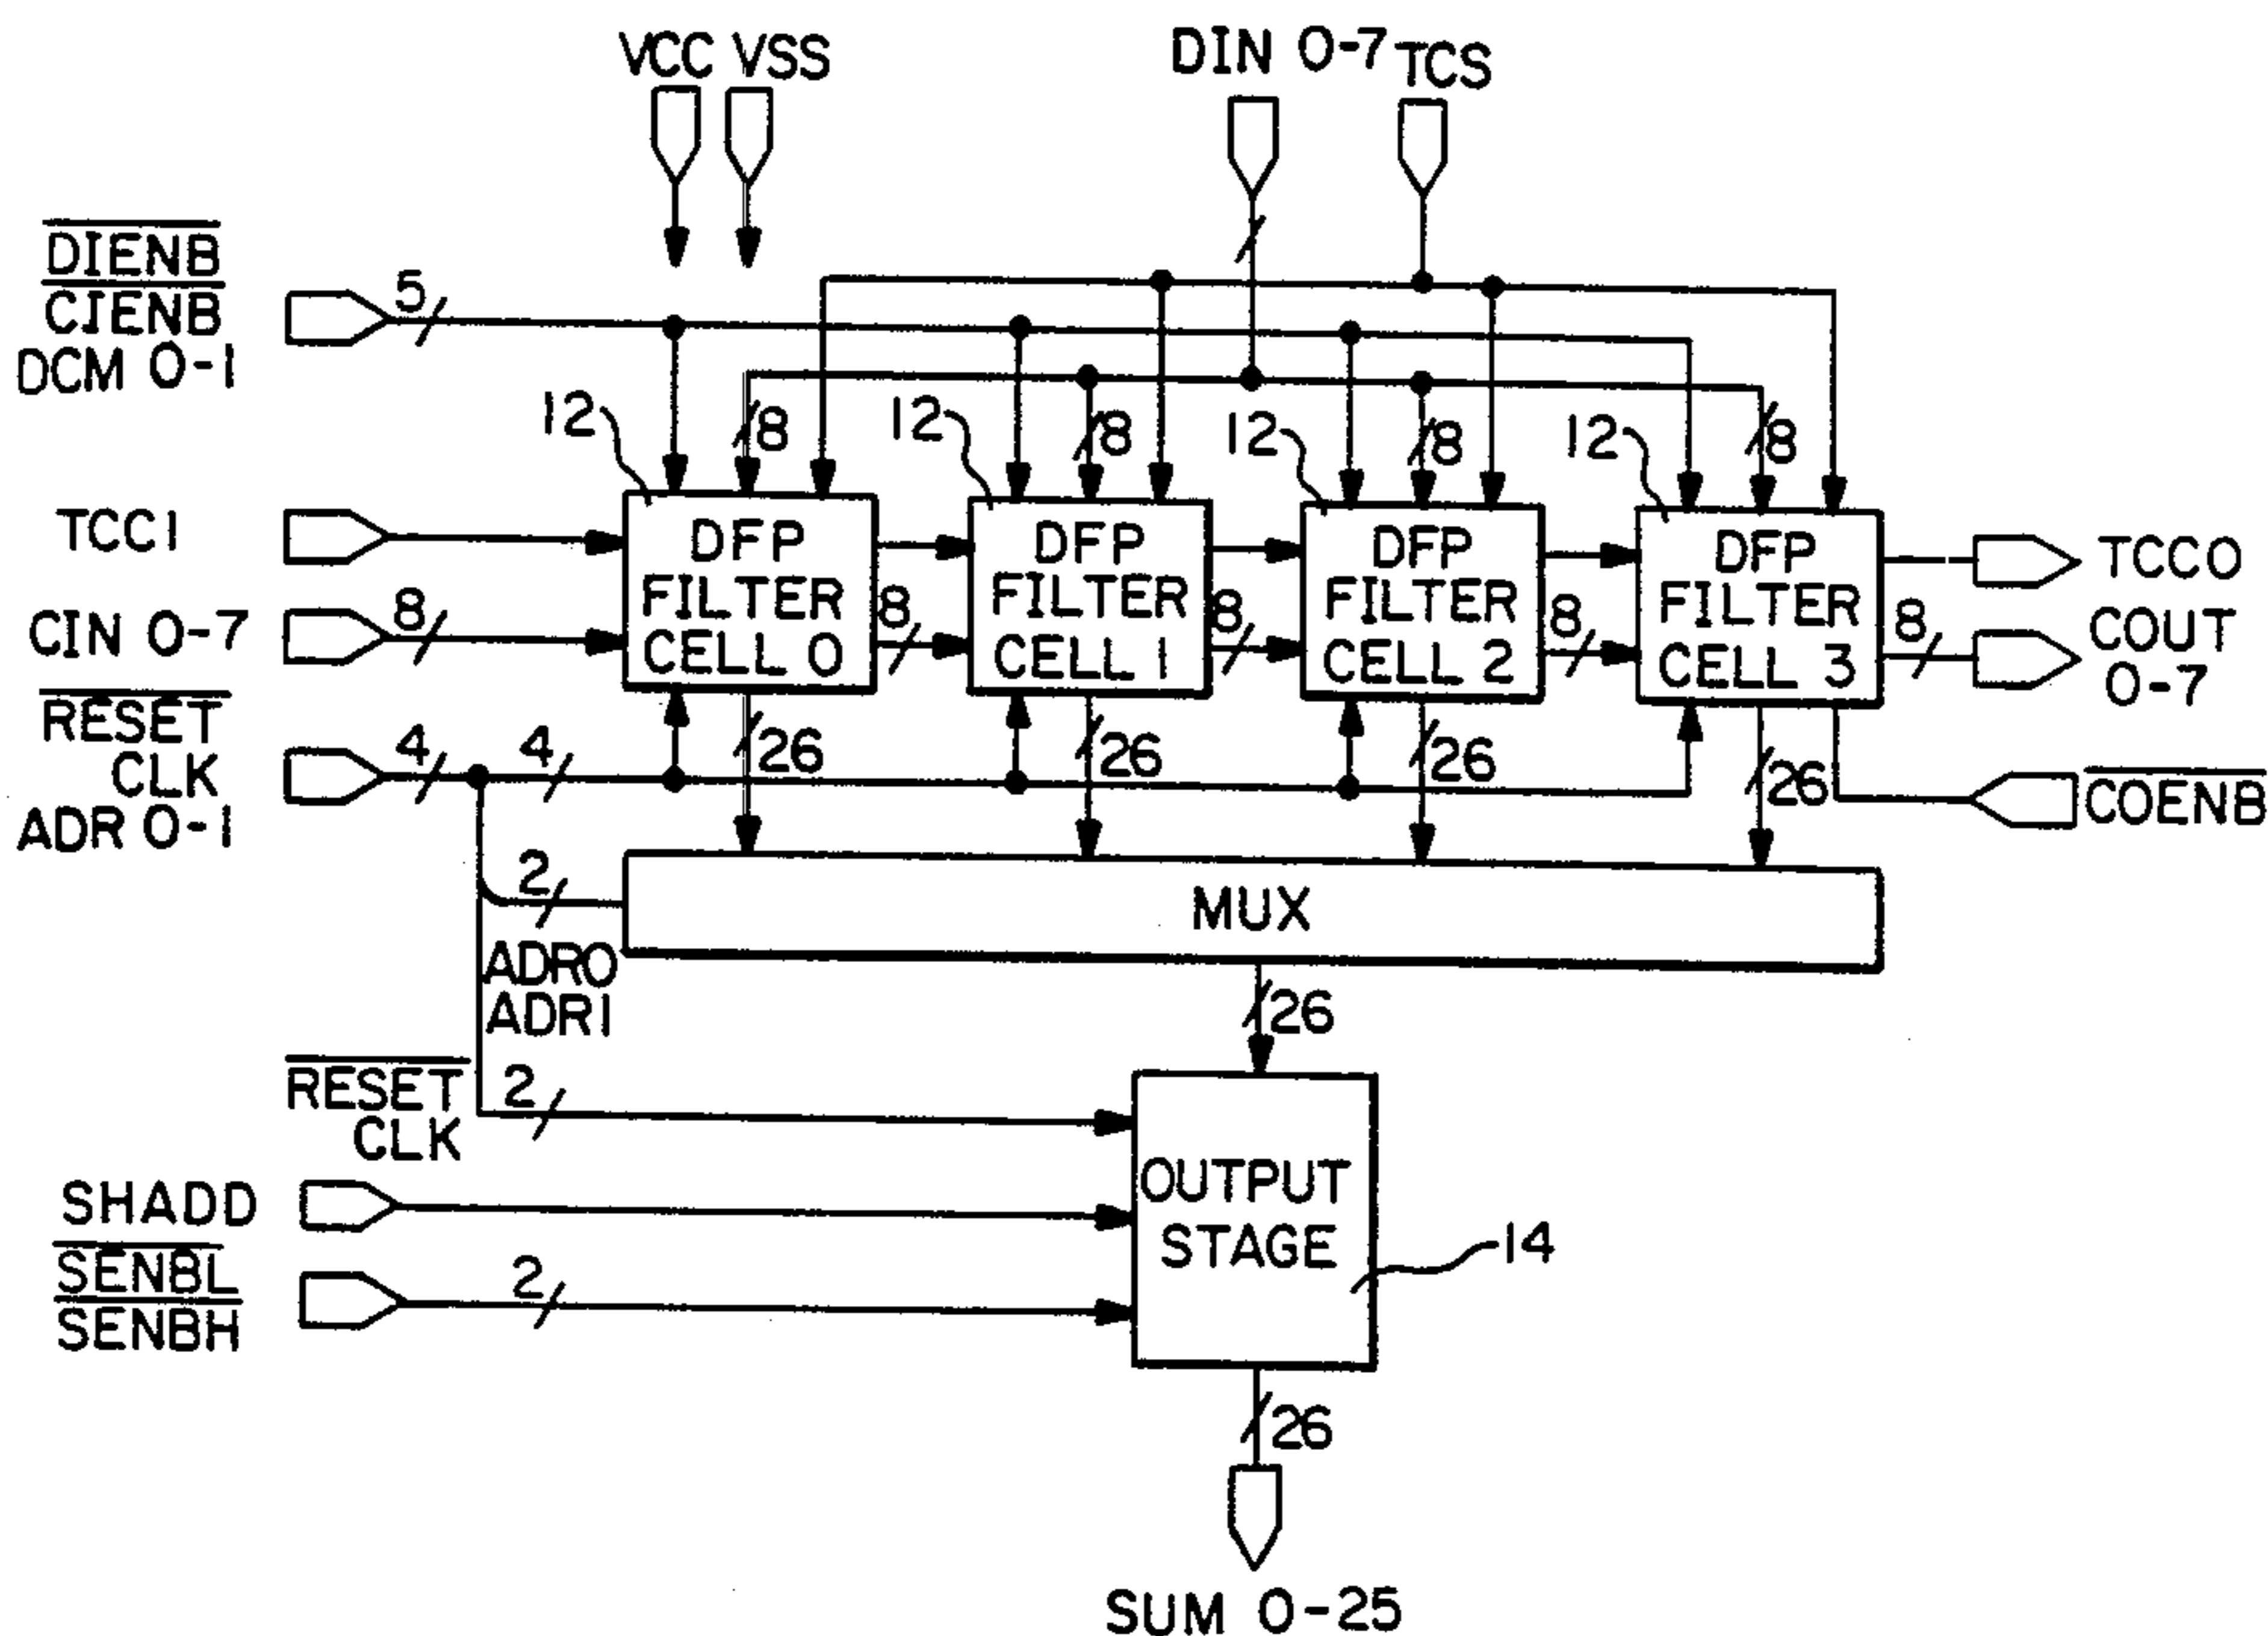 VCC VSS
DIN 0-7 TCS
DIENB
CIENB
DCM 0-1
5
12
8
12
8
12
8
12
8
TCCI
CIN 0-7
8
DFP
FILTER
CELL 0
8
DFP
FILTER
CELL 1
8
DFP
FILTER
CELL 2
8
DFP
FILTER
CELL 3
8
TCCO
COUT
0-7
RESET
CLK
ADR 0-1
4
4
26
26
26
26
COENB
2
MUX
ADR0
ADR1
26
RESET
CLK
2
SHADD
SENBL
SENBH
2
OUTPUT
STAGE
14
26
SUM 0-25